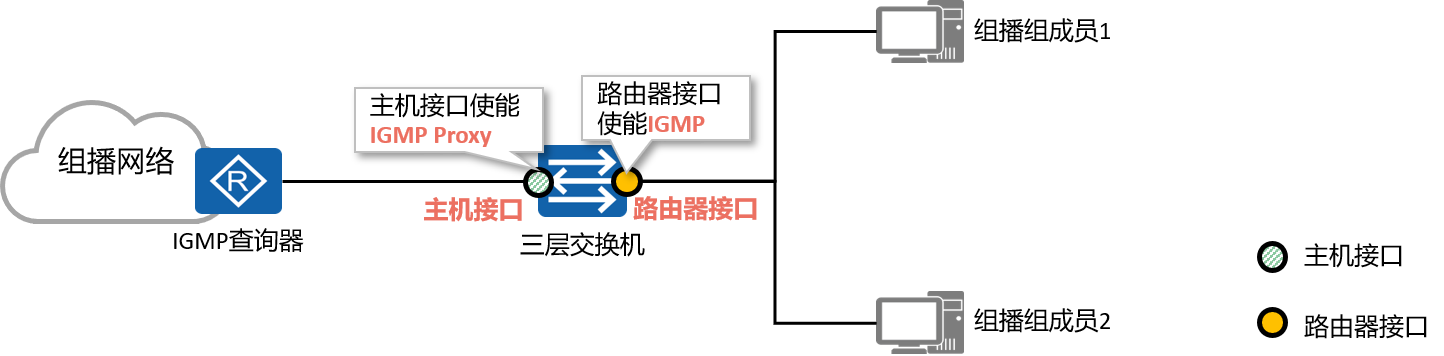 组播组成员1
主机接口使能
IGMP Proxy
路由器接口
使能IGMP
组播网络
R
主机接口
路由器接口
IGMP查询器
三层交换机
主机接口
组播组成员2
路由器接口